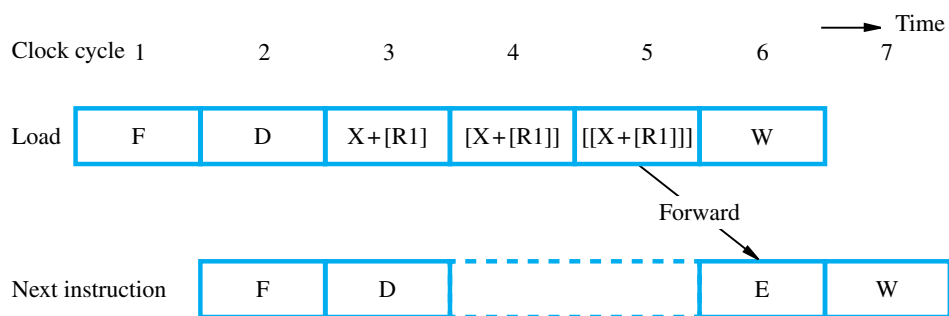 Time
Clock cycle 1 2 3 4 5 6 7
Load F D X+[R1] [X+[R1]] [[X+[R1]]] W
Forward
Next instruction F D E W